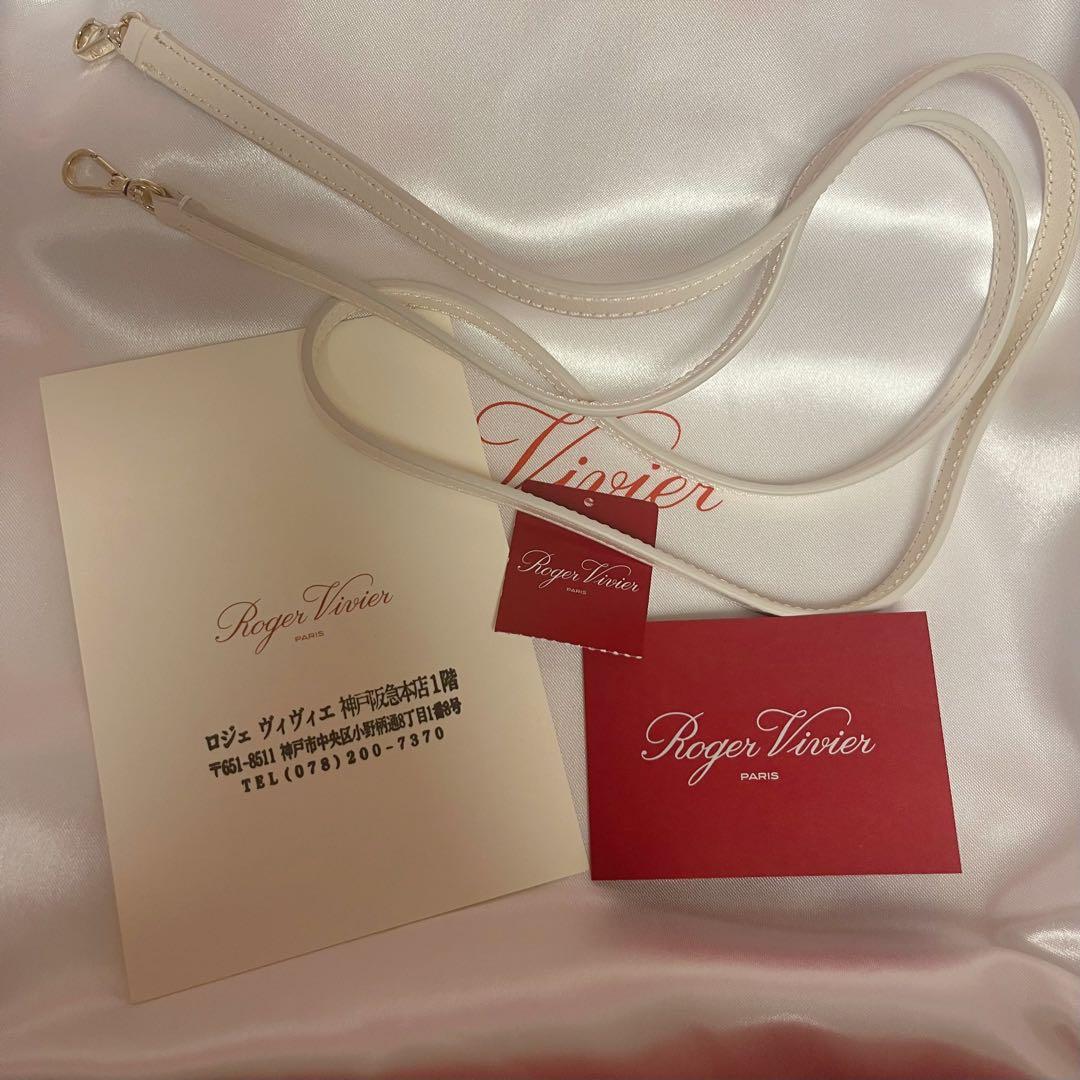 Vivier
Roger Vivier
PARIS
Roger Vivier
PARIS
ロジェ ヴィヴィエ 神戸阪急本店1階
〒651-8511 神戸市中央区小野柄通8丁目1番8号
TEL(078)200-7370
Roger Vivier
PARIS